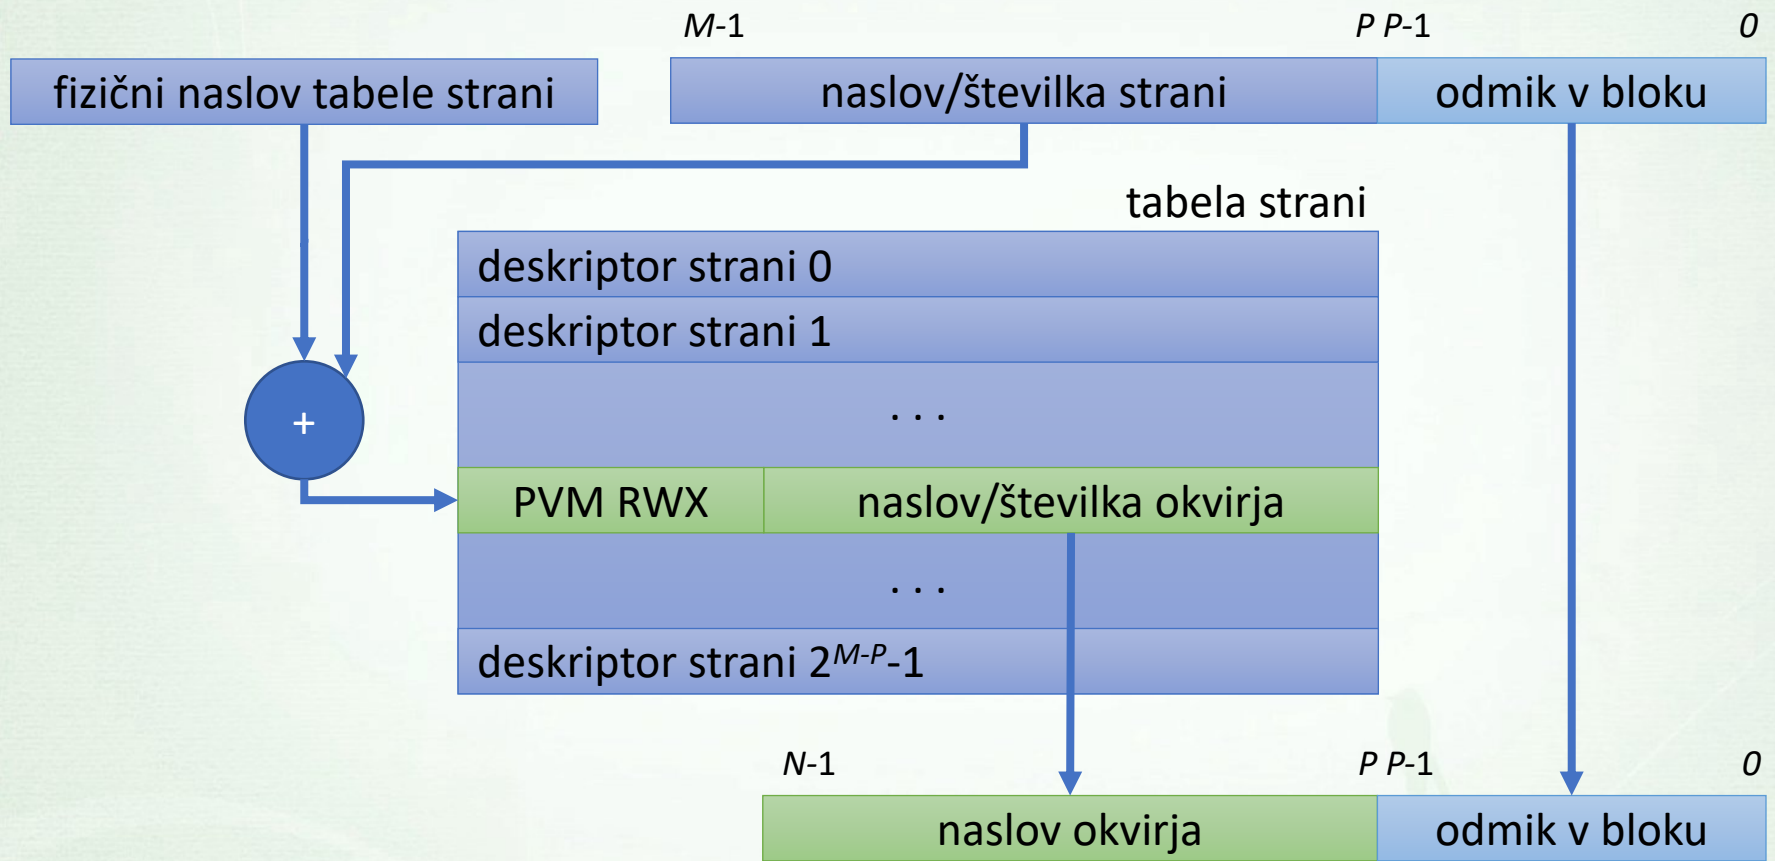 M-1 P P-1 0
fizični naslov tabele strani naslov/številka strani odmik v bloku
tabela strani
deskriptor strani 0
deskriptor strani 1
. . .
+
PVM RWX naslov/številka okvirja
. . .
deskriptor strani 2^{M-P}-1
N-1 P P-1 0
naslov okvirja odmik v bloku